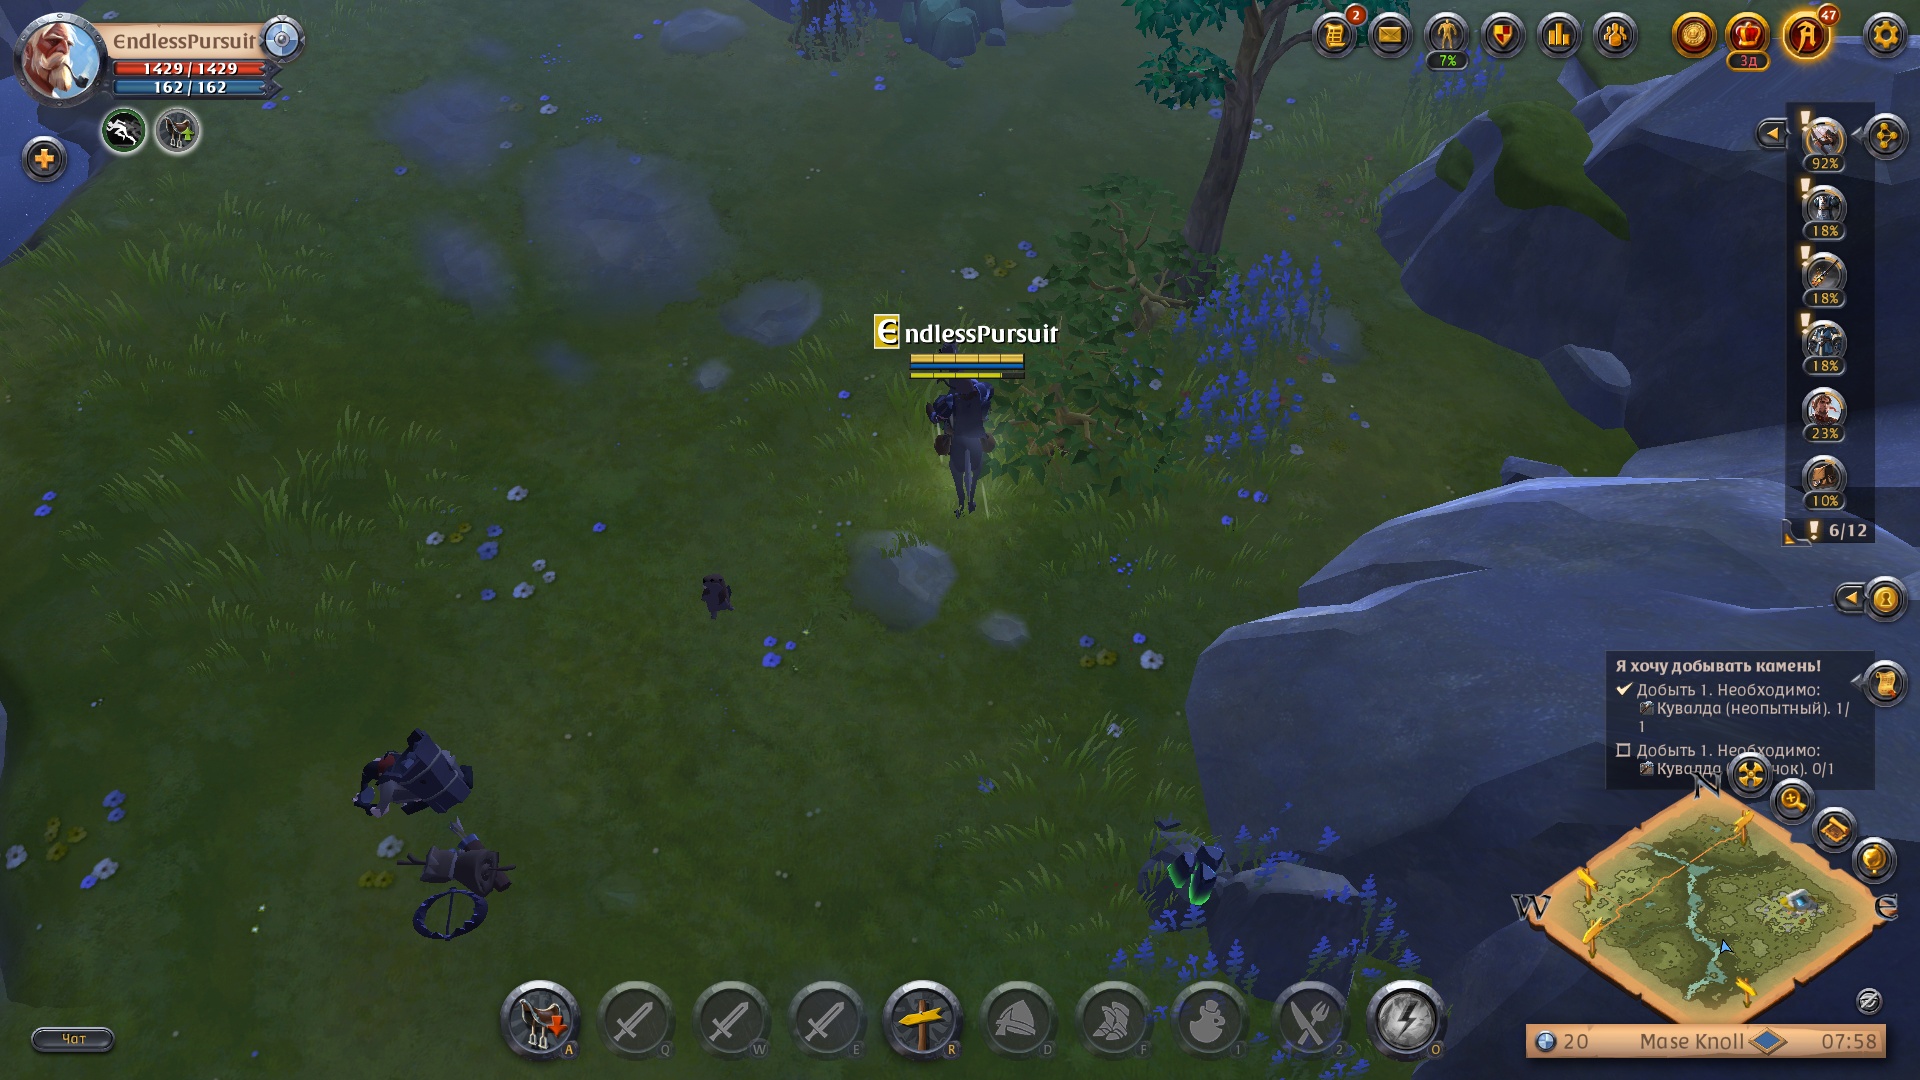 EndlessPursuit
1429 / 1429
162 / 162
2
7%
3д
47
92%
18%
18%
18%
23%
10%
6/12
EndlessPursuit
Я хочу добывать камень!
Добыть 1. Необходимо:
Кувалда (неопытный). 1/
1
Добыть 1. Необходимо:
Кувалда чок). 0/1
N
W
E
A
Q
W
E
R
D
F
1
2
O
Чат
20
Mase Knoll
07:58